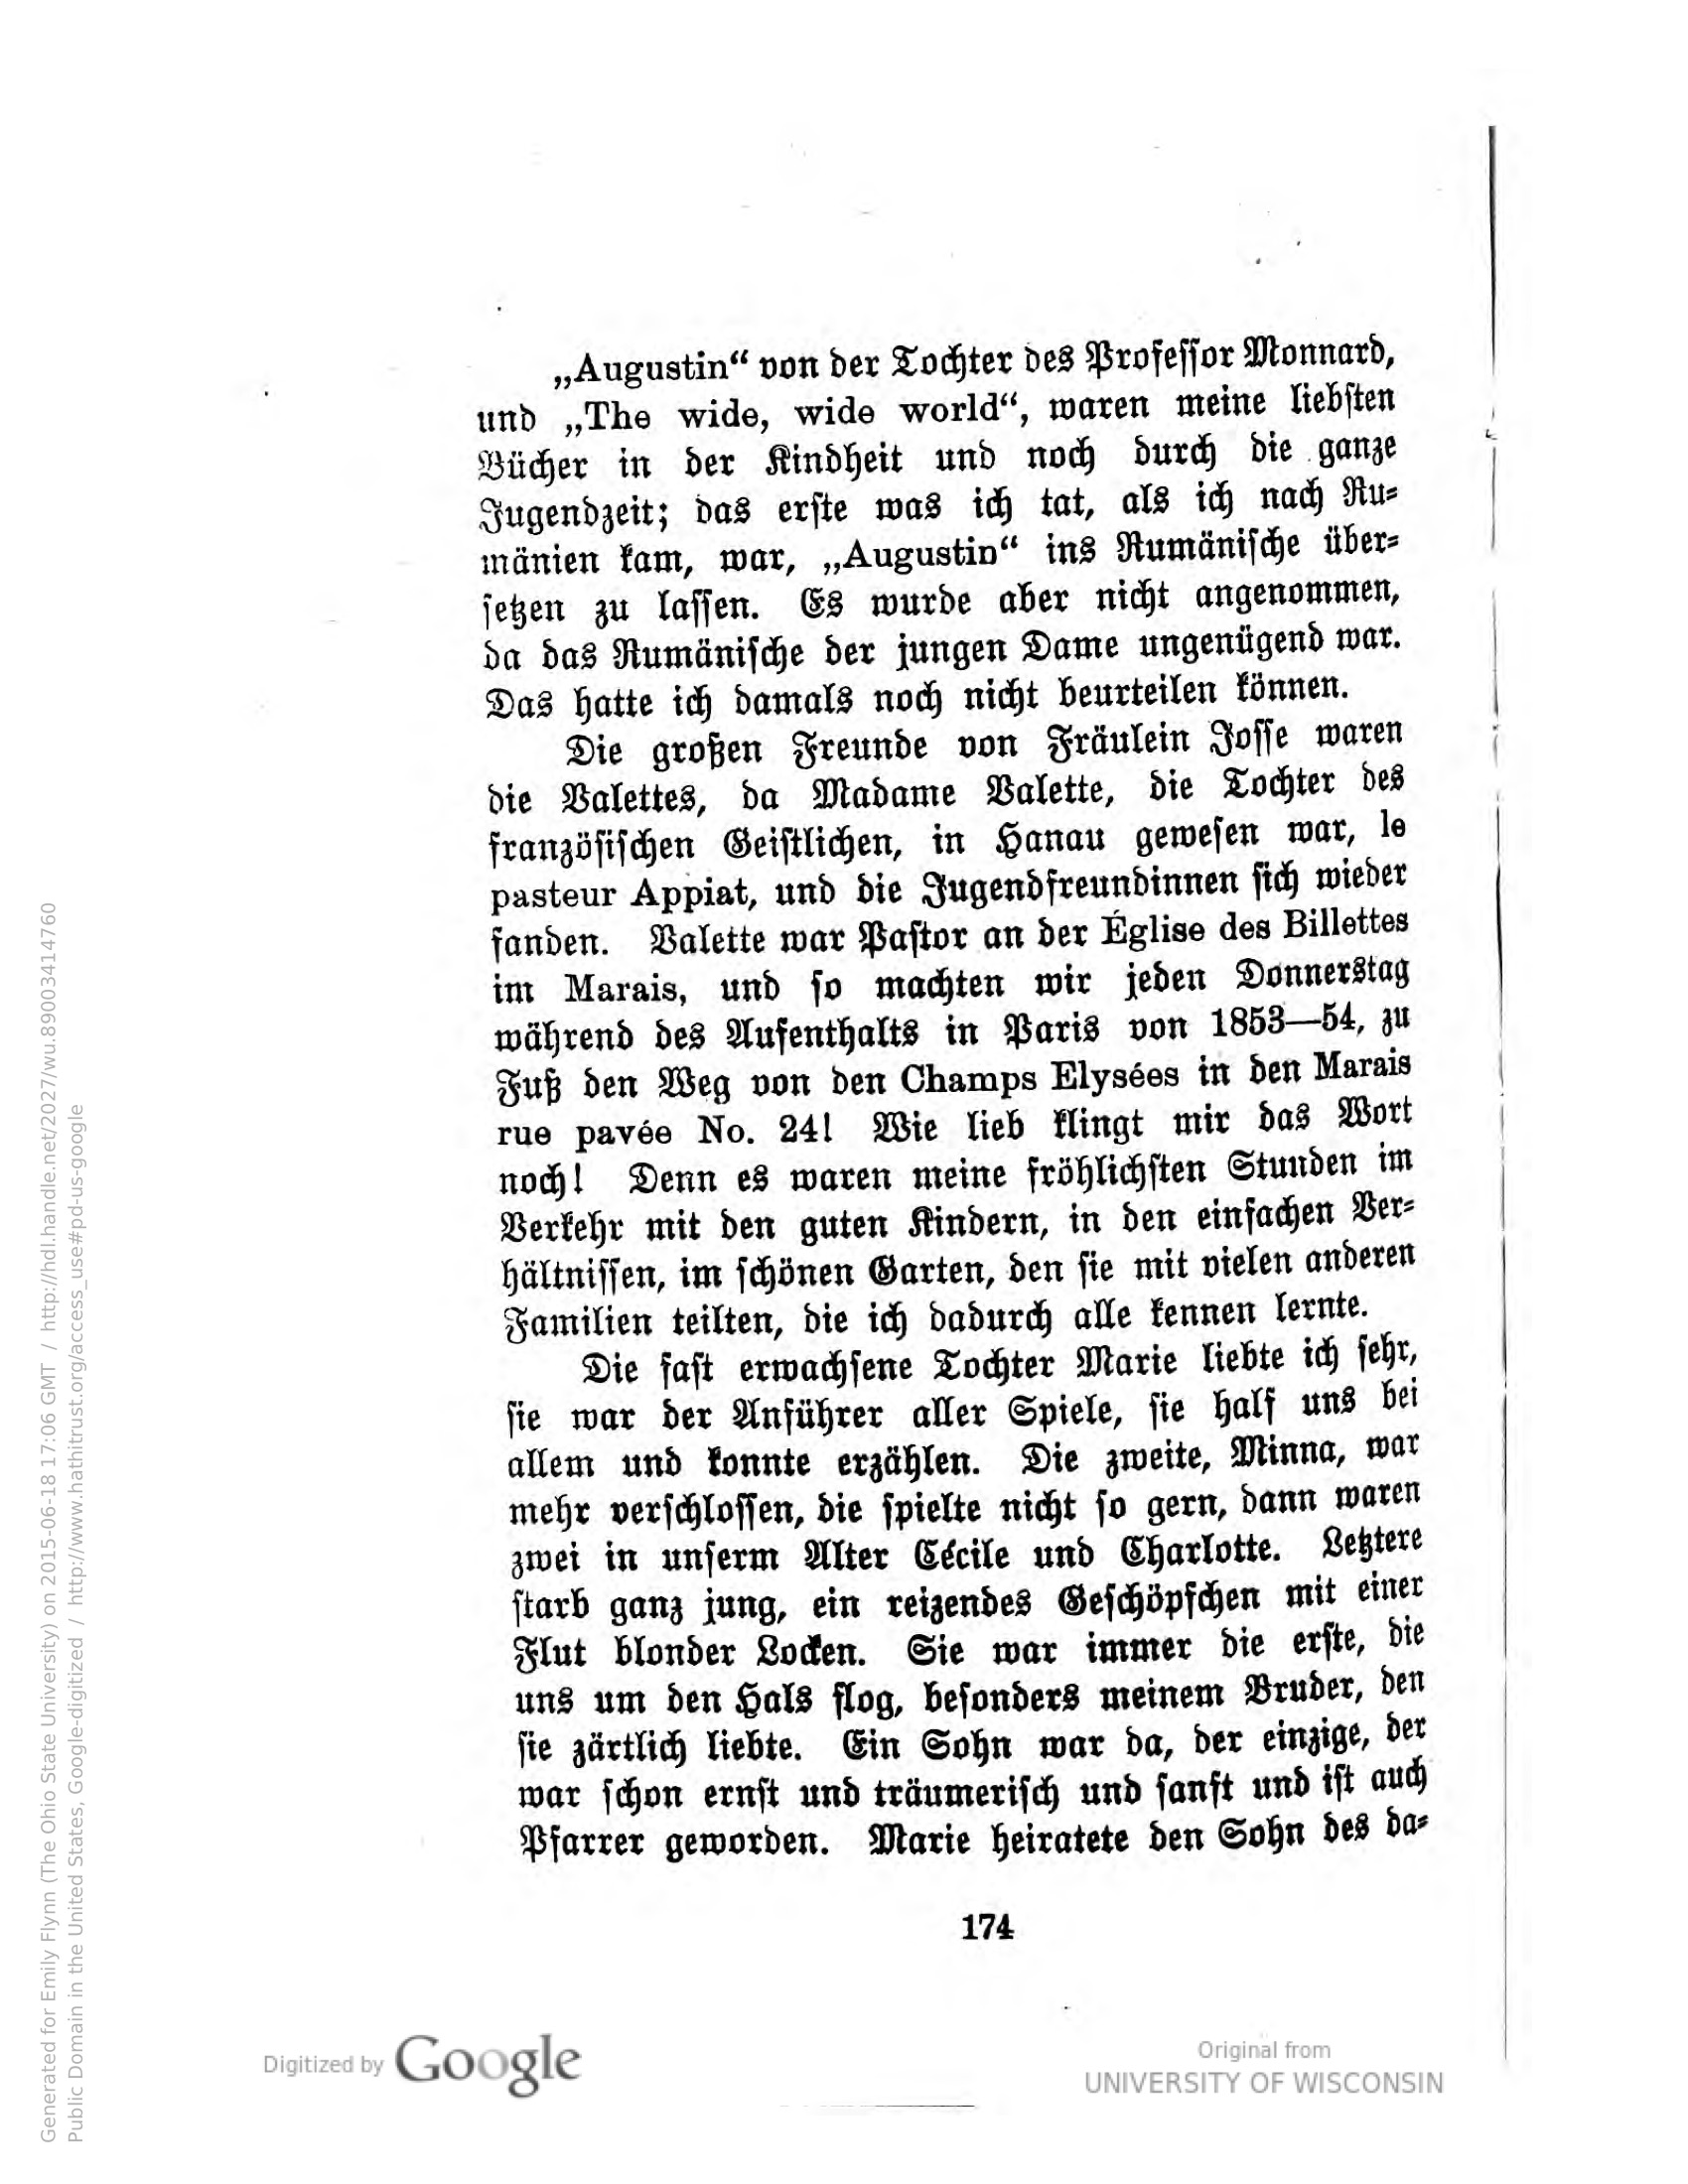 „Augustin“ von der Tochter des Professor Monnard,
und „The wide, wide world“, waren meine liebsten
Bücher in der Kindheit und noch durch die ganze
Jugendzeit; das erste was ich tat, als ich nach Ru-
mänien kam, war, „Augustin“ ins Rumänische über-
setzen zu lassen. Es wurde aber nicht angenommen,
da das Rumänische der jungen Dame ungenügend war.
Das hatte ich damals noch nicht beurteilen können.
Die großen Freunde von Fräulein Josse waren
die Valettes, da Madame Valette, die Tochter des
französischen Geistlichen, in Hanau gewesen war, le
pasteur Appiat, und die Jugendfreundinnen sich wieder
fanden. Valette war Pastor an der Église des Billettes
im Marais, und so machten wir jeden Donnerstag
während des Aufenthalts in Paris von 1853—54, zu
Fuß den Weg von den Champs Elysées in den Marais
rue pavée No. 24! Wie lieb klingt mir das Wort
noch! Denn es waren meine fröhlichsten Stunden im
Verkehr mit den guten Kindern, in den einfachen Ver-
hältnissen, im schönen Garten, den sie mit vielen anderen
Familien teilten, die ich dadurch alle kennen lernte.
Die fast erwachsene Tochter Marie liebte ich sehr,
sie war der Anführer aller Spiele, sie half uns bei
allem und konnte erzählen. Die zweite, Minna, war
mehr verschlossen, die spielte nicht so gern, dann waren
zwei in unserm Alter Cécile und Charlotte. Letztere
starb ganz jung, ein reizendes Geschöpfchen mit einer
Flut blonder Locken. Sie war immer die erste, die
uns um den Hals flog, besonders meinem Bruder, den
sie zärtlich liebte. Ein Sohn war da, der einzige, der
war schon ernst und träumerisch und sanft und ist auch
Pfarrer geworden. Marie heiratete den Sohn des da-
174
Digitized by Google
Original from
UNIVERSITY OF WISCONSIN
Generated for Emily Flynn (The Ohio State University) on 2015-06-18 17:06 GMT / http://hdl.handle.net/2027/wu.89003414760
Public Domain in the United States, Google-digitized / http://www.hathitrust.org/access_use#pd-us-google